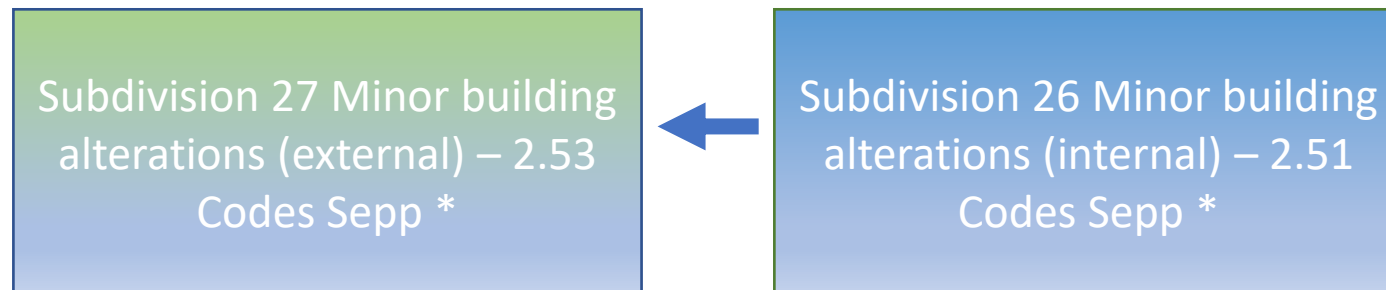 Subdivision 27 Minor building
alterations (external) – 2.53
Codes Sepp *
Subdivision 26 Minor building
alterations (internal) – 2.51
Codes Sepp *